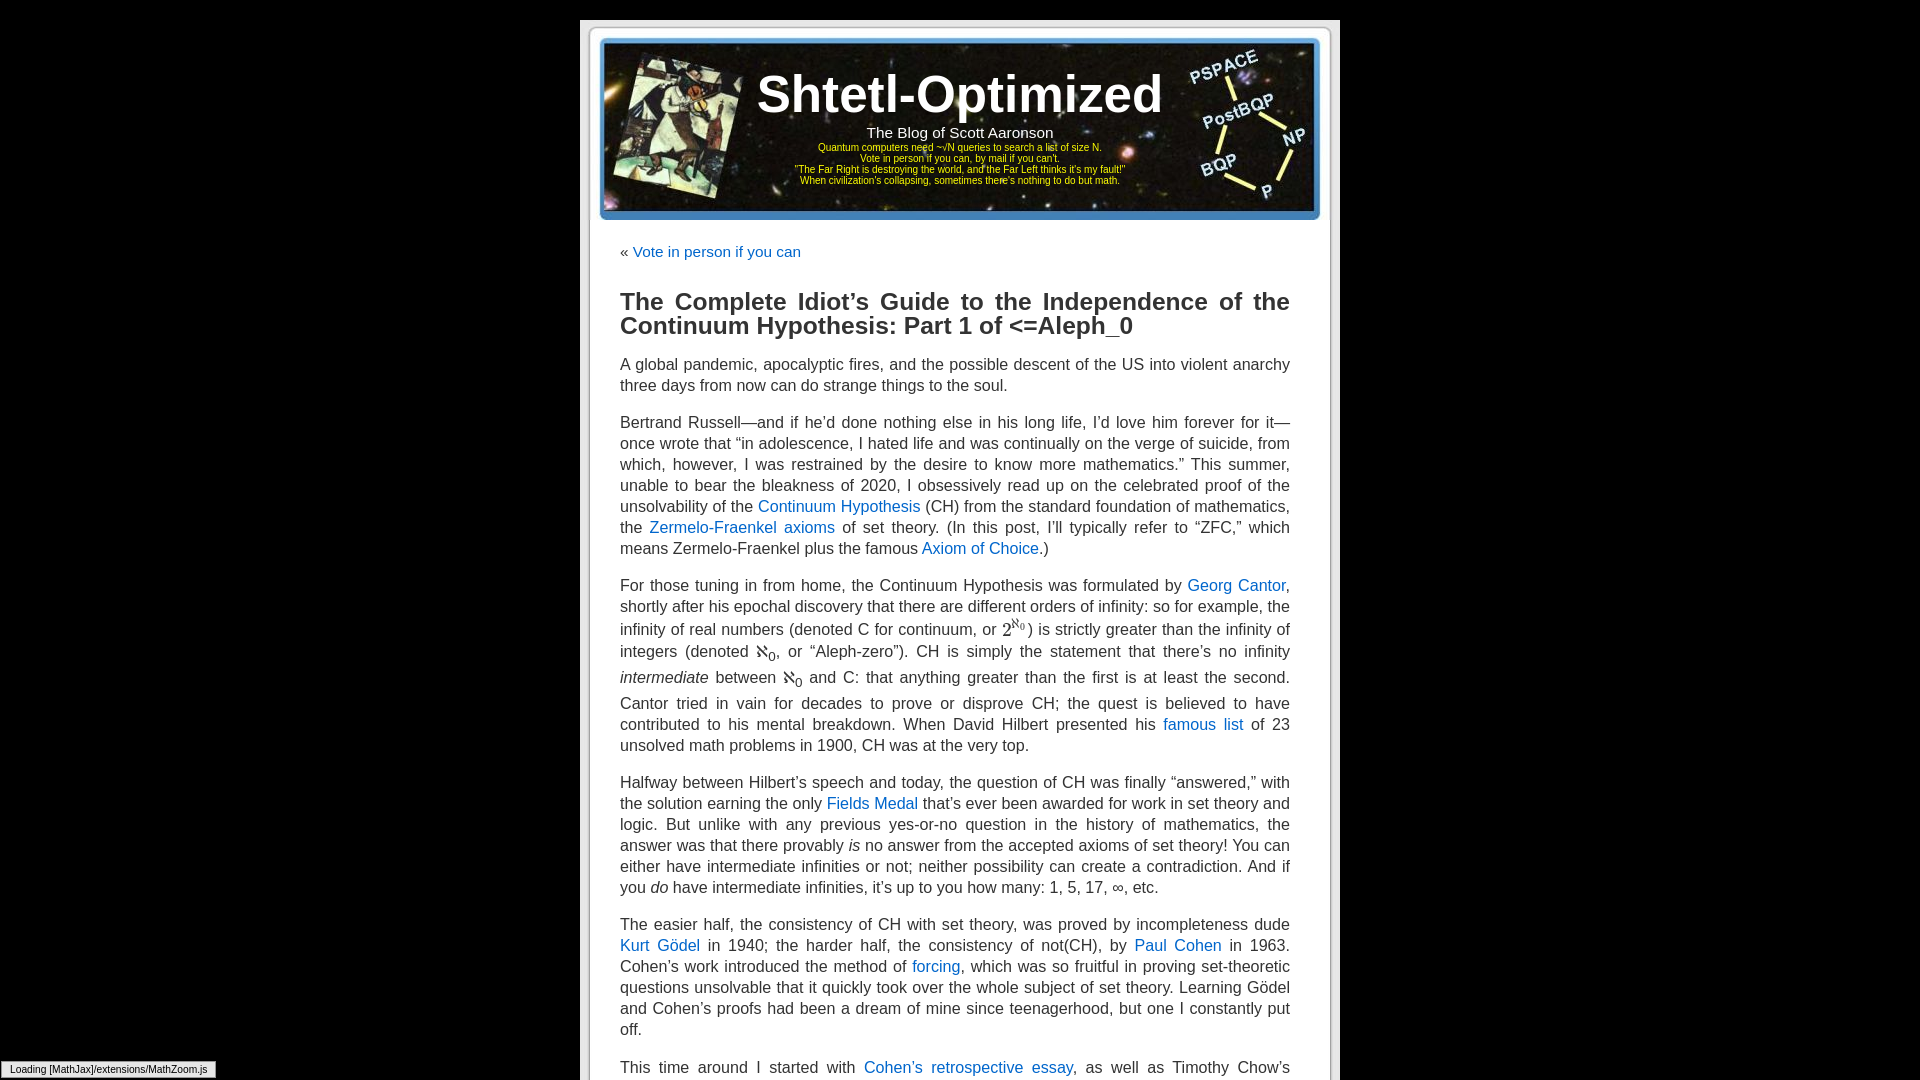 Shtetl-Optimized
The Blog of Scott Aaronson
Quantum computers need ~√N queries to search a list of size N.
Vote in person if you can, by mail if you can't.
"The Far Right is destroying the world, and the Far Left thinks it's my fault!"
When civilization's collapsing, sometimes there's nothing to do but math.
PSPACE
PostBQP
NP
BQP
P
« Vote in person if you can
The Complete Idiot’s Guide to the Independence of the
Continuum Hypothesis: Part 1 of <=Aleph_0
A global pandemic, apocalyptic fires, and the possible descent of the US into violent anarchy
three days from now can do strange things to the soul.
Bertrand Russell—and if he’d done nothing else in his long life, I’d love him forever for it—
once wrote that “in adolescence, I hated life and was continually on the verge of suicide, from
which, however, I was restrained by the desire to know more mathematics.” This summer,
unable to bear the bleakness of 2020, I obsessively read up on the celebrated proof of the
unsolvability of the Continuum Hypothesis (CH) from the standard foundation of mathematics,
the Zermelo-Fraenkel axioms of set theory. (In this post, I’ll typically refer to “ZFC,” which
means Zermelo-Fraenkel plus the famous Axiom of Choice.)
For those tuning in from home, the Continuum Hypothesis was formulated by Georg Cantor,
shortly after his epochal discovery that there are different orders of infinity: so for example, the
infinity of real numbers (denoted C for continuum, or 2^ℵ₀) is strictly greater than the infinity of
integers (denoted ℵ₀, or “Aleph-zero”). CH is simply the statement that there’s no infinity
intermediate between ℵ₀ and C: that anything greater than the first is at least the second.
Cantor tried in vain for decades to prove or disprove CH; the quest is believed to have
contributed to his mental breakdown. When David Hilbert presented his famous list of 23
unsolved math problems in 1900, CH was at the very top.
Halfway between Hilbert’s speech and today, the question of CH was finally “answered,” with
the solution earning the only Fields Medal that’s ever been awarded for work in set theory and
logic. But unlike with any previous yes-or-no question in the history of mathematics, the
answer was that there provably is no answer from the accepted axioms of set theory! You can
either have intermediate infinities or not; neither possibility can create a contradiction. And if
you do have intermediate infinities, it’s up to you how many: 1, 5, 17, ∞, etc.
The easier half, the consistency of CH with set theory, was proved by incompleteness dude
Kurt Gödel in 1940; the harder half, the consistency of not(CH), by Paul Cohen in 1963.
Cohen’s work introduced the method of forcing, which was so fruitful in proving set-theoretic
questions unsolvable that it quickly took over the whole subject of set theory. Learning Gödel
and Cohen’s proofs had been a dream of mine since teenagerhood, but one I constantly put
off.
This time around I started with Cohen’s retrospective essay, as well as Timothy Chow’s
Loading [MathJax]/extensions/MathZoom.js